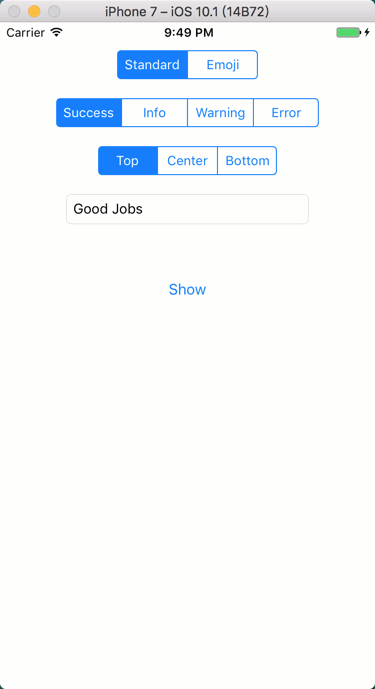 iPhone 7 – iOS 10.1 (14B72)
Carrier 9:49 PM
Standard Emoji
Success Info Warning Error
Top Center Bottom
Good Jobs
Show